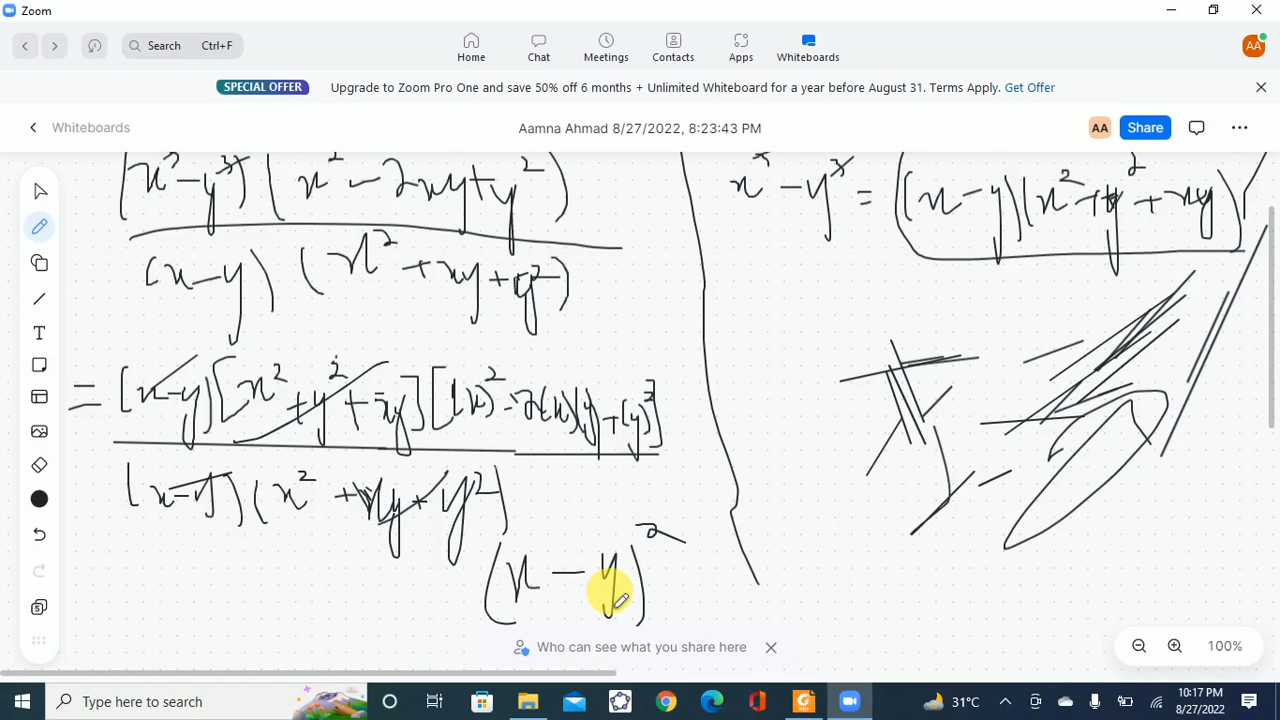 Zoom
Search Ctrl+F
Home Chat Meetings Contacts Apps Whiteboards
AA
SPECIAL OFFER Upgrade to Zoom Pro One and save 50% off 6 months + Unlimited Whiteboard for a year before August 31. Terms Apply. Get Offer
Whiteboards
Aamna Ahmad 8/27/2022, 8:23:43 PM
AA
Share
(x³-y³)(x²-2xy+y²)
(x-y) (x²+xy+y²)
= (x-y)[x²+y²+xy][(x)²-2(x)(y)+(y)²]
(x-y)(x²+xy+y²)
(x-y)²
x³-y³ = (x-y)(x²+y²+xy)
T
5
Who can see what you share here
100%
Type here to search
31°C
10:17 PM
8/27/2022